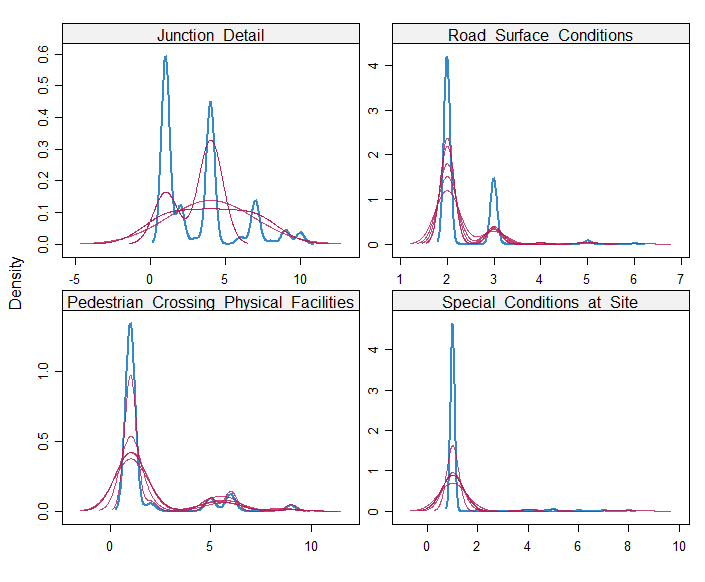 Junction Detail
Road Surface Conditions
0.0 0.1 0.2 0.3 0.4 0.5 0.6
0 1 2 3 4
-5 0 5 10
1 2 3 4 5 6 7
Density
Pedestrian Crossing Physical Facilities
Special Conditions at Site
0.0 0.5 1.0
0 1 2 3 4
0 5 10
0 2 4 6 8 10